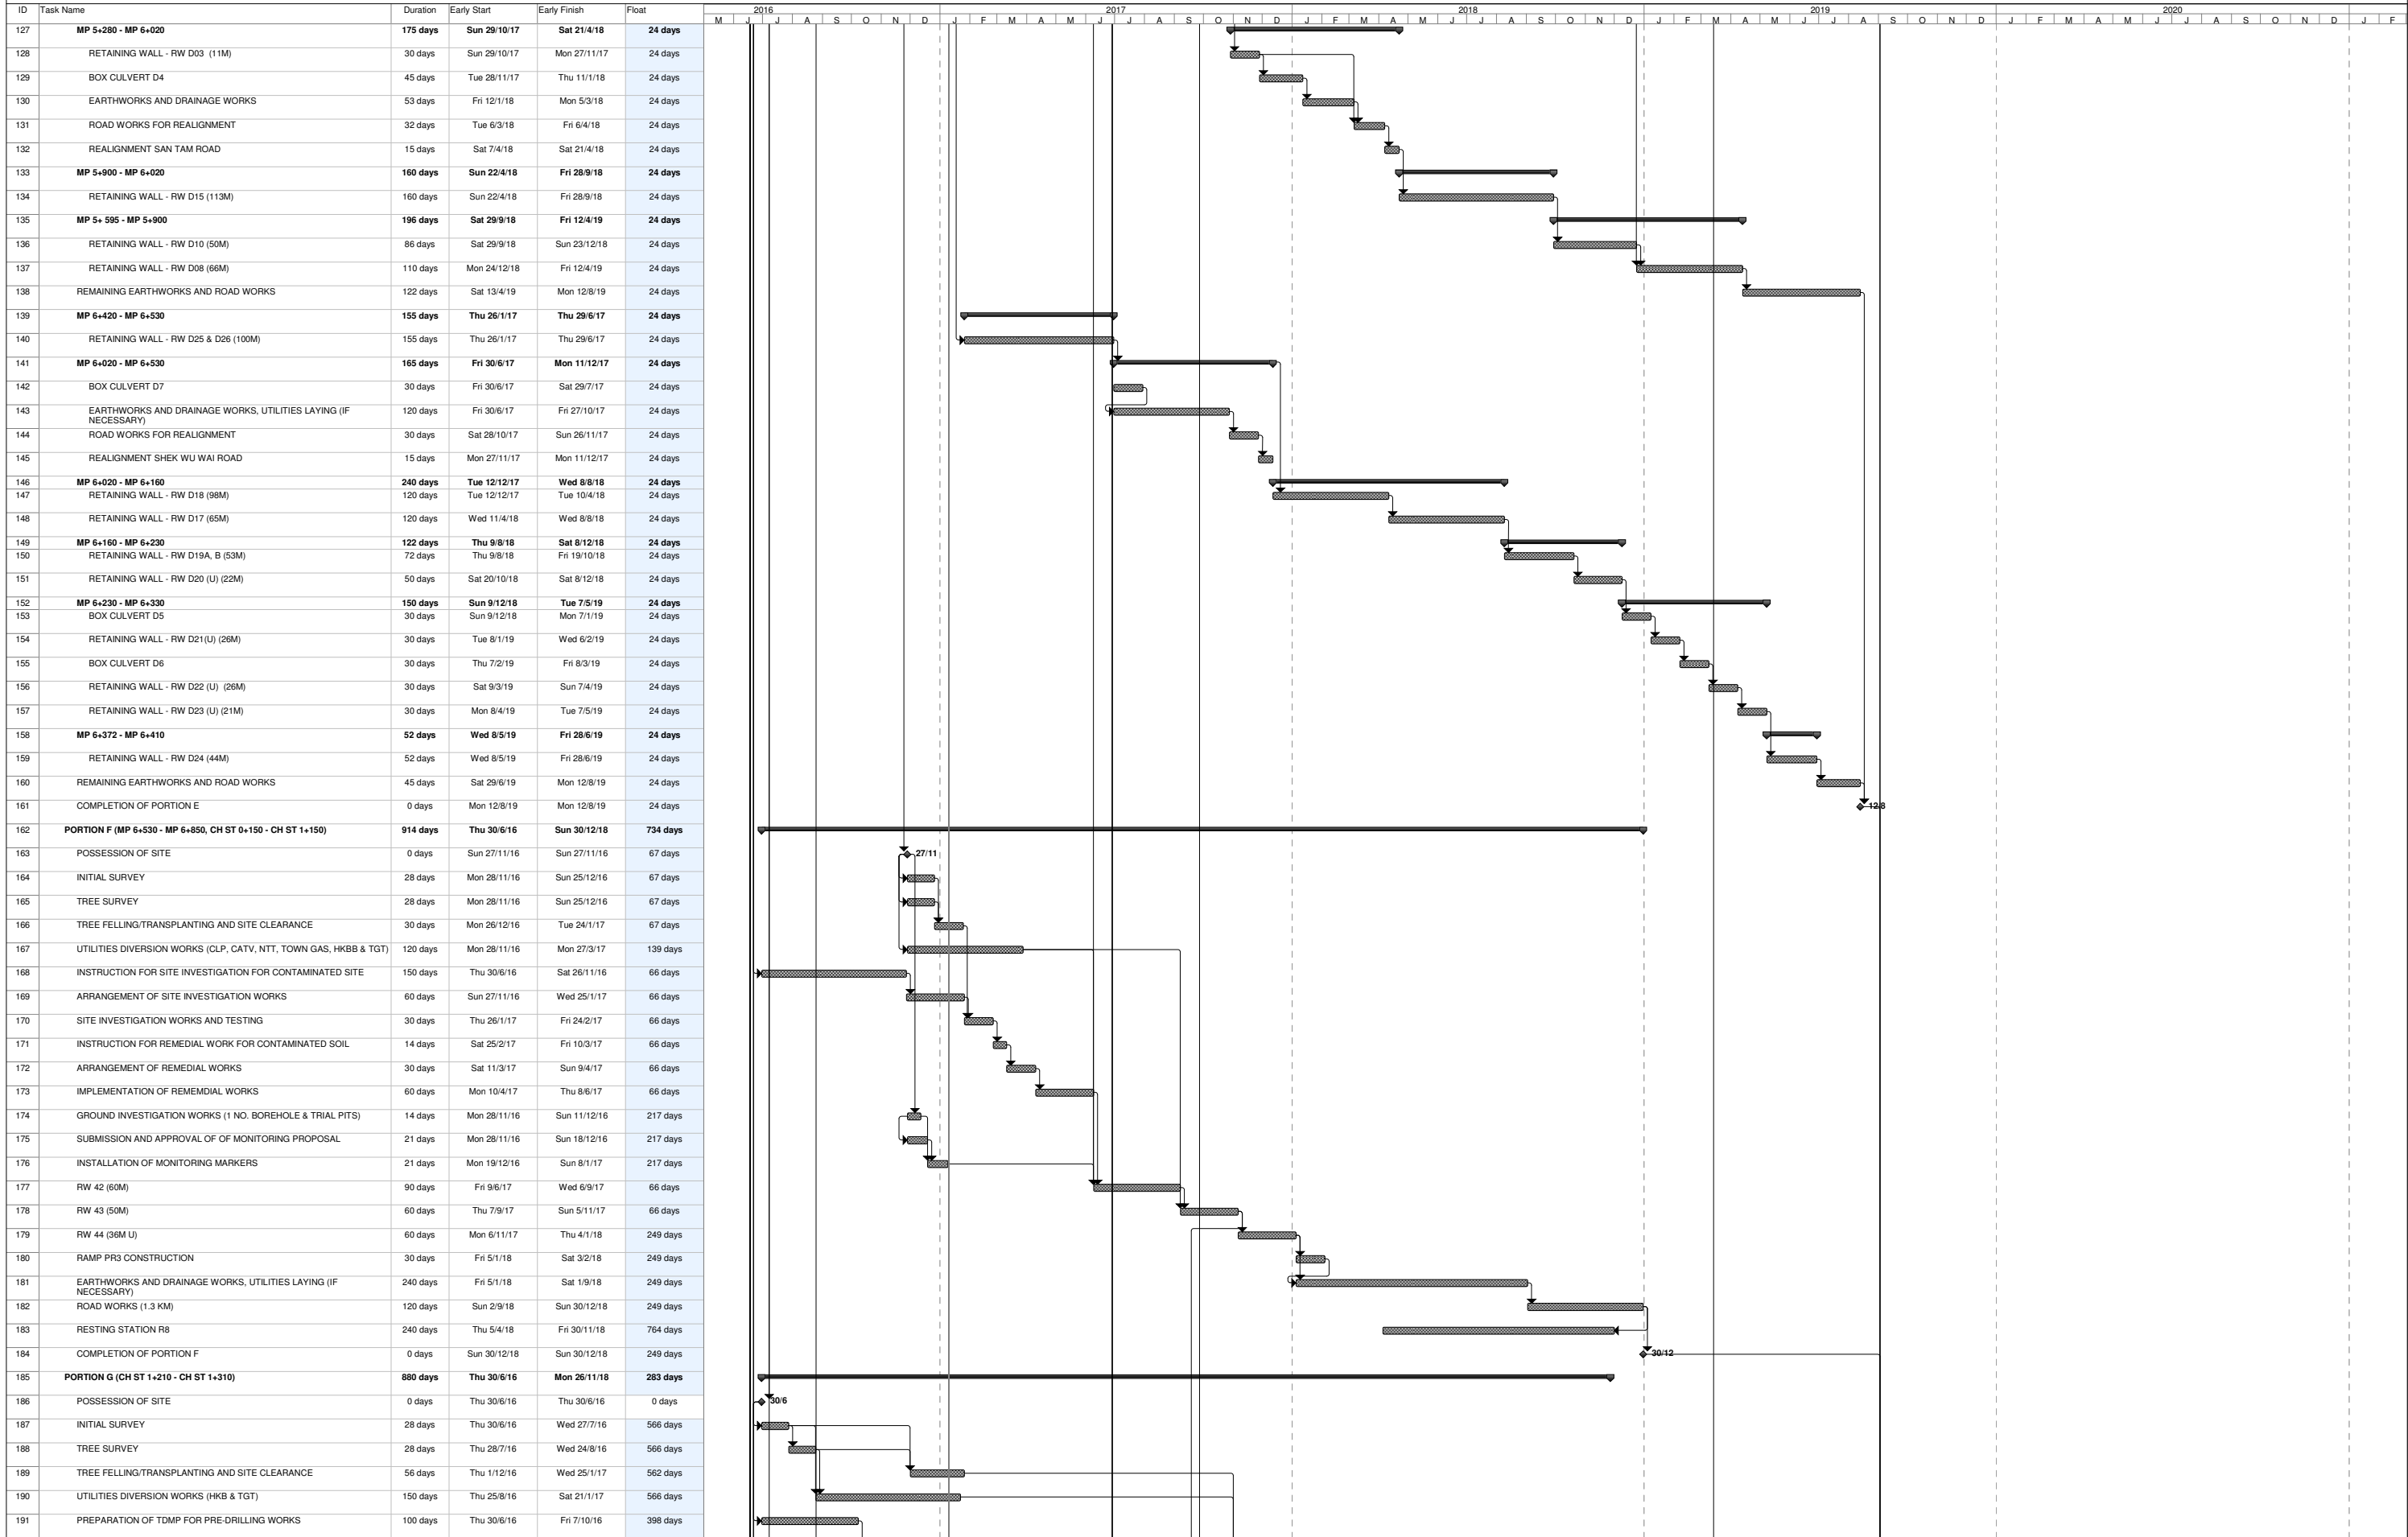 ID Task Name Duration Early Start Early Finish Float 2016 2017 2018 2019 2020
M J J A S O N D J F M A M J J A S O N D J F M A M J J A S O N D J F M A M J J A S O N D J F M A M J J A S O N D J F
127 MP 5+280 - MP 6+020 175 days Sun 29/10/17 Sat 21/4/18 24 days
128 RETAINING WALL - RW D03 (11M) 30 days Sun 29/10/17 Mon 27/11/17 24 days
129 BOX CULVERT D4 45 days Tue 28/11/17 Thu 11/1/18 24 days
130 EARTHWORKS AND DRAINAGE WORKS 53 days Fri 12/1/18 Mon 5/3/18 24 days
131 ROAD WORKS FOR REALIGNMENT 32 days Tue 6/3/18 Fri 6/4/18 24 days
132 REALIGNMENT SAN TAM ROAD 15 days Sat 7/4/18 Sat 21/4/18 24 days
133 MP 5+900 - MP 6+020 160 days Sun 22/4/18 Fri 28/9/18 24 days
134 RETAINING WALL - RW D15 (113M) 160 days Sun 22/4/18 Fri 28/9/18 24 days
135 MP 5+ 595 - MP 5+900 196 days Sat 29/9/18 Fri 12/4/19 24 days
136 RETAINING WALL - RW D10 (50M) 86 days Sat 29/9/18 Sun 23/12/18 24 days
137 RETAINING WALL - RW D08 (66M) 110 days Mon 24/12/18 Fri 12/4/19 24 days
138 REMAINING EARTHWORKS AND ROAD WORKS 122 days Sat 13/4/19 Mon 12/8/19 24 days
139 MP 6+420 - MP 6+530 155 days Thu 26/1/17 Thu 29/6/17 24 days
140 RETAINING WALL - RW D25 & D26 (100M) 155 days Thu 26/1/17 Thu 29/6/17 24 days
141 MP 6+020 - MP 6+530 165 days Fri 30/6/17 Mon 11/12/17 24 days
142 BOX CULVERT D7 30 days Fri 30/6/17 Sat 29/7/17 24 days
143 EARTHWORKS AND DRAINAGE WORKS, UTILITIES LAYING (IF 120 days Fri 30/6/17 Fri 27/10/17 24 days
NECESSARY)
144 ROAD WORKS FOR REALIGNMENT 30 days Sat 28/10/17 Sun 26/11/17 24 days
145 REALIGNMENT SHEK WU WAI ROAD 15 days Mon 27/11/17 Mon 11/12/17 24 days
146 MP 6+020 - MP 6+160 240 days Tue 12/12/17 Wed 8/8/18 24 days
147 RETAINING WALL - RW D18 (98M) 120 days Tue 12/12/17 Tue 10/4/18 24 days
148 RETAINING WALL - RW D17 (65M) 120 days Wed 11/4/18 Wed 8/8/18 24 days
149 MP 6+160 - MP 6+230 122 days Thu 9/8/18 Sat 8/12/18 24 days
150 RETAINING WALL - RW D19A, B (53M) 72 days Thu 9/8/18 Fri 19/10/18 24 days
151 RETAINING WALL - RW D20 (U) (22M) 50 days Sat 20/10/18 Sat 8/12/18 24 days
152 MP 6+230 - MP 6+330 150 days Sun 9/12/18 Tue 7/5/19 24 days
153 BOX CULVERT D5 30 days Sun 9/12/18 Mon 7/1/19 24 days
154 RETAINING WALL - RW D21(U) (26M) 30 days Tue 8/1/19 Wed 6/2/19 24 days
155 BOX CULVERT D6 30 days Thu 7/2/19 Fri 8/3/19 24 days
156 RETAINING WALL - RW D22 (U) (26M) 30 days Sat 9/3/19 Sun 7/4/19 24 days
157 RETAINING WALL - RW D23 (U) (21M) 30 days Mon 8/4/19 Tue 7/5/19 24 days
158 MP 6+372 - MP 6+410 52 days Wed 8/5/19 Fri 28/6/19 24 days
159 RETAINING WALL - RW D24 (44M) 52 days Wed 8/5/19 Fri 28/6/19 24 days
160 REMAINING EARTHWORKS AND ROAD WORKS 45 days Sat 29/6/19 Mon 12/8/19 24 days
161 COMPLETION OF PORTION E 0 days Mon 12/8/19 Mon 12/8/19 24 days 12/8
162 PORTION F (MP 6+530 - MP 6+850, CH ST 0+150 - CH ST 1+150) 914 days Thu 30/6/16 Sun 30/12/18 734 days
163 POSSESSION OF SITE 0 days Sun 27/11/16 Sun 27/11/16 67 days 27/11
164 INITIAL SURVEY 28 days Mon 28/11/16 Sun 25/12/16 67 days
165 TREE SURVEY 28 days Mon 28/11/16 Sun 25/12/16 67 days
166 TREE FELLING/TRANSPLANTING AND SITE CLEARANCE 30 days Mon 26/12/16 Tue 24/1/17 67 days
167 UTILITIES DIVERSION WORKS (CLP, CATV, NTT, TOWN GAS, HKBB & TGT) 120 days Mon 28/11/16 Mon 27/3/17 139 days
168 INSTRUCTION FOR SITE INVESTIGATION FOR CONTAMINATED SITE 150 days Thu 30/6/16 Sat 26/11/16 66 days
169 ARRANGEMENT OF SITE INVESTIGATION WORKS 60 days Sun 27/11/16 Wed 25/1/17 66 days
170 SITE INVESTIGATION WORKS AND TESTING 30 days Thu 26/1/17 Fri 24/2/17 66 days
171 INSTRUCTION FOR REMEDIAL WORK FOR CONTAMINATED SOIL 14 days Sat 25/2/17 Fri 10/3/17 66 days
172 ARRANGEMENT OF REMEDIAL WORKS 30 days Sat 11/3/17 Sun 9/4/17 66 days
173 IMPLEMENTATION OF REMEMDIAL WORKS 60 days Mon 10/4/17 Thu 8/6/17 66 days
174 GROUND INVESTIGATION WORKS (1 NO. BOREHOLE & TRIAL PITS) 14 days Mon 28/11/16 Sun 11/12/16 217 days
175 SUBMISSION AND APPROVAL OF OF MONITORING PROPOSAL 21 days Mon 28/11/16 Sun 18/12/16 217 days
176 INSTALLATION OF MONITORING MARKERS 21 days Mon 19/12/16 Sun 8/1/17 217 days
177 RW 42 (60M) 90 days Fri 9/6/17 Wed 6/9/17 66 days
178 RW 43 (50M) 60 days Thu 7/9/17 Sun 5/11/17 66 days
179 RW 44 (36M U) 60 days Mon 6/11/17 Thu 4/1/18 249 days
180 RAMP PR3 CONSTRUCTION 30 days Fri 5/1/18 Sat 3/2/18 249 days
181 EARTHWORKS AND DRAINAGE WORKS, UTILITIES LAYING (IF 240 days Fri 5/1/18 Sat 1/9/18 249 days
NECESSARY)
182 ROAD WORKS (1.3 KM) 120 days Sun 2/9/18 Sun 30/12/18 249 days
183 RESTING STATION R8 240 days Thu 5/4/18 Fri 30/11/18 764 days
184 COMPLETION OF PORTION F 0 days Sun 30/12/18 Sun 30/12/18 249 days 30/12
185 PORTION G (CH ST 1+210 - CH ST 1+310) 880 days Thu 30/6/16 Mon 26/11/18 283 days
186 POSSESSION OF SITE 0 days Thu 30/6/16 Thu 30/6/16 0 days 30/6
187 INITIAL SURVEY 28 days Thu 30/6/16 Wed 27/7/16 566 days
188 TREE SURVEY 28 days Thu 28/7/16 Wed 24/8/16 566 days
189 TREE FELLING/TRANSPLANTING AND SITE CLEARANCE 56 days Thu 1/12/16 Wed 25/1/17 562 days
190 UTILITIES DIVERSION WORKS (HKB & TGT) 150 days Thu 25/8/16 Sat 21/1/17 566 days
191 PREPARATION OF TDMP FOR PRE-DRILLING WORKS 100 days Thu 30/6/16 Fri 7/10/16 398 days